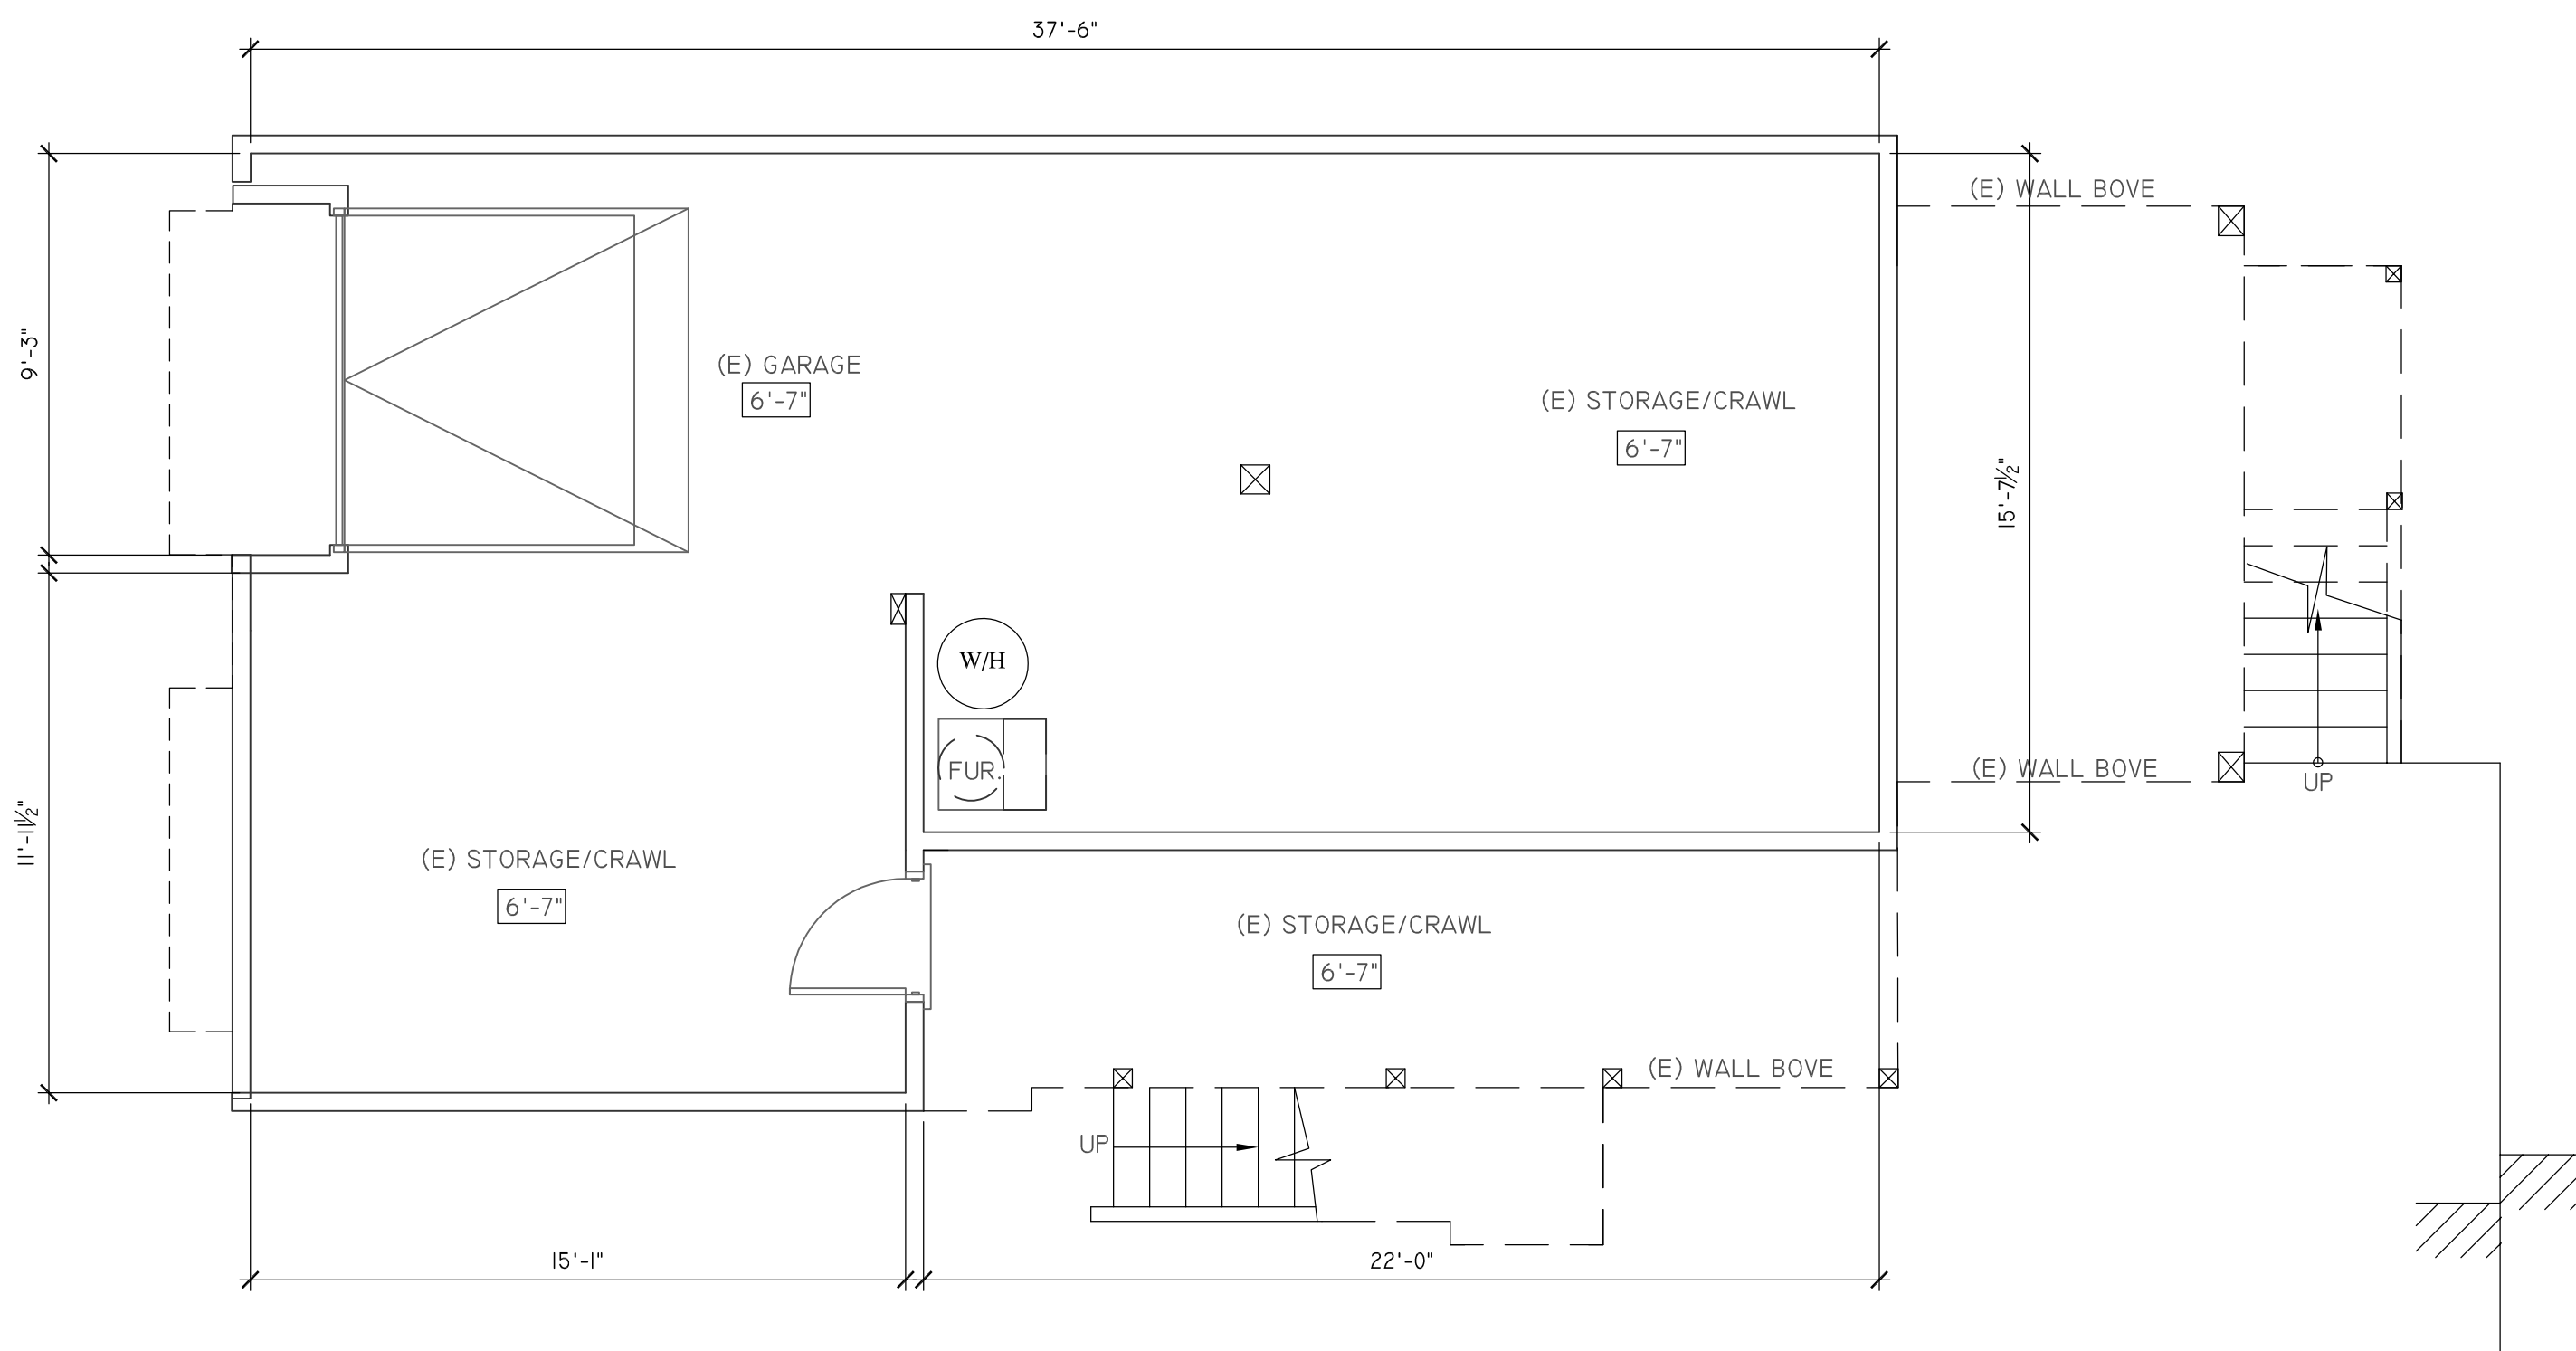 37'-6"
(E) WALL BOVE
9'-3"
(E) GARAGE
6'-7"
(E) STORAGE/CRAWL
6'-7"
15'-7½"
W/H
FUR.
(E) WALL BOVE
UP
11'-11½"
(E) STORAGE/CRAWL
6'-7"
(E) STORAGE/CRAWL
6'-7"
(E) WALL BOVE
UP
15'-1"
22'-0"